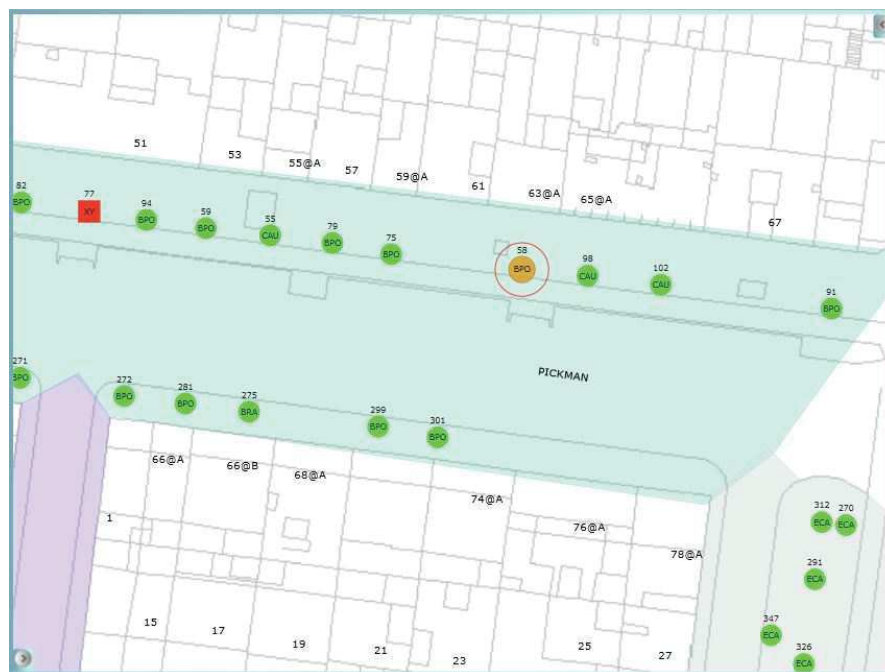 51
53
55@A
57
59@A
61
63@A
65@A
67
82
BPO
77
XY
94
BPO
59
BPO
55
CAU
79
BPO
75
BPO
58
BPO
98
CAU
102
CAU
91
BPO
PICKMAN
271
BPO
272
BPO
281
BPO
275
BRA
299
BPO
301
BPO
66@A
66@B
68@A
74@A
76@A
78@A
1
15
17
19
21
23
25
27
312
ECA
270
ECA
291
ECA
347
ECA
326
ECA